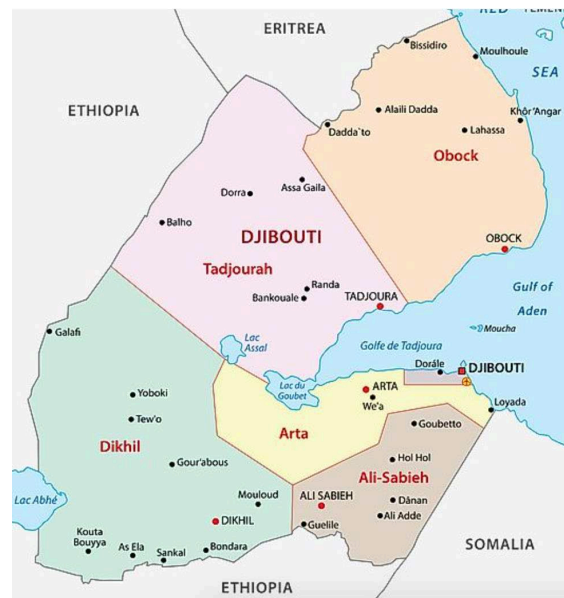 RED
YEMEN
ERITREA
Bissidiro
Moulhoule
SEA
ETHIOPIA
Alaili Dadda
Khôr 'Angar
Dadda`to
Lahassa
Obock
Assa Gaila
Dorra
Balho
DJIBOUTI
OBOCK
Tadjourah
Randa
Bankouale
TADJOURA
Gulf of
Aden
Galafi
Lac
Assal
Golfe de Tadjoura
Moucha
Dorále
DJIBOUTI
Lac du
Goubet
ARTA
We'a
Yoboki
Loyada
Tew'o
Goubetto
Arta
Dikhil
Hol Hol
Gour'abous
Ali-Sabieh
Lac Abhé
Mouloud
ALI SABIEH
Dânan
DIKHIL
Guelile
Ali Adde
Kouta
Bouyya
As Ela
Sankal
Bondara
SOMALIA
ETHIOPIA